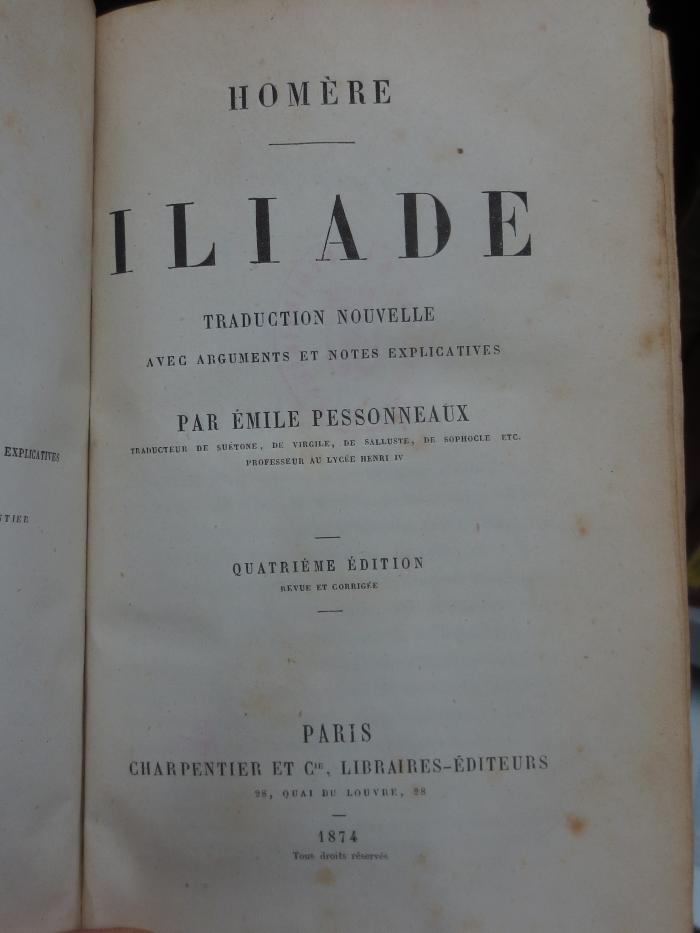 HOMÈRE
ILIADE
TRADUCTION NOUVELLE
AVEC ARGUMENTS ET NOTES EXPLICATIVES
PAR ÉMILE PESSONNEAUX
TRADUCTEUR DE SUÉTONE, DE VIRGILE, DE SALLUSTE, DE SOPHOCLE ETC.
PROFESSEUR AU LYCÉE HENRI IV
QUATRIÈME ÉDITION
REVUE ET CORRIGÉE
PARIS
CHARPENTIER ET Cie, LIBRAIRES-ÉDITEURS
28, QUAI DU LOUVRE, 28
1874
Tous droits réservés
EXPLICATIVES